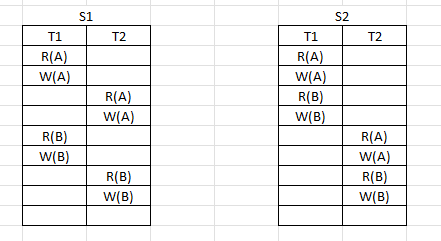 S1 S2
T1 T2 T1 T2
R(A) R(A)
W(A) W(A)
R(A) R(B)
W(A) W(B)
R(B) R(A)
W(B) W(A)
R(B) R(B)
W(B) W(B)